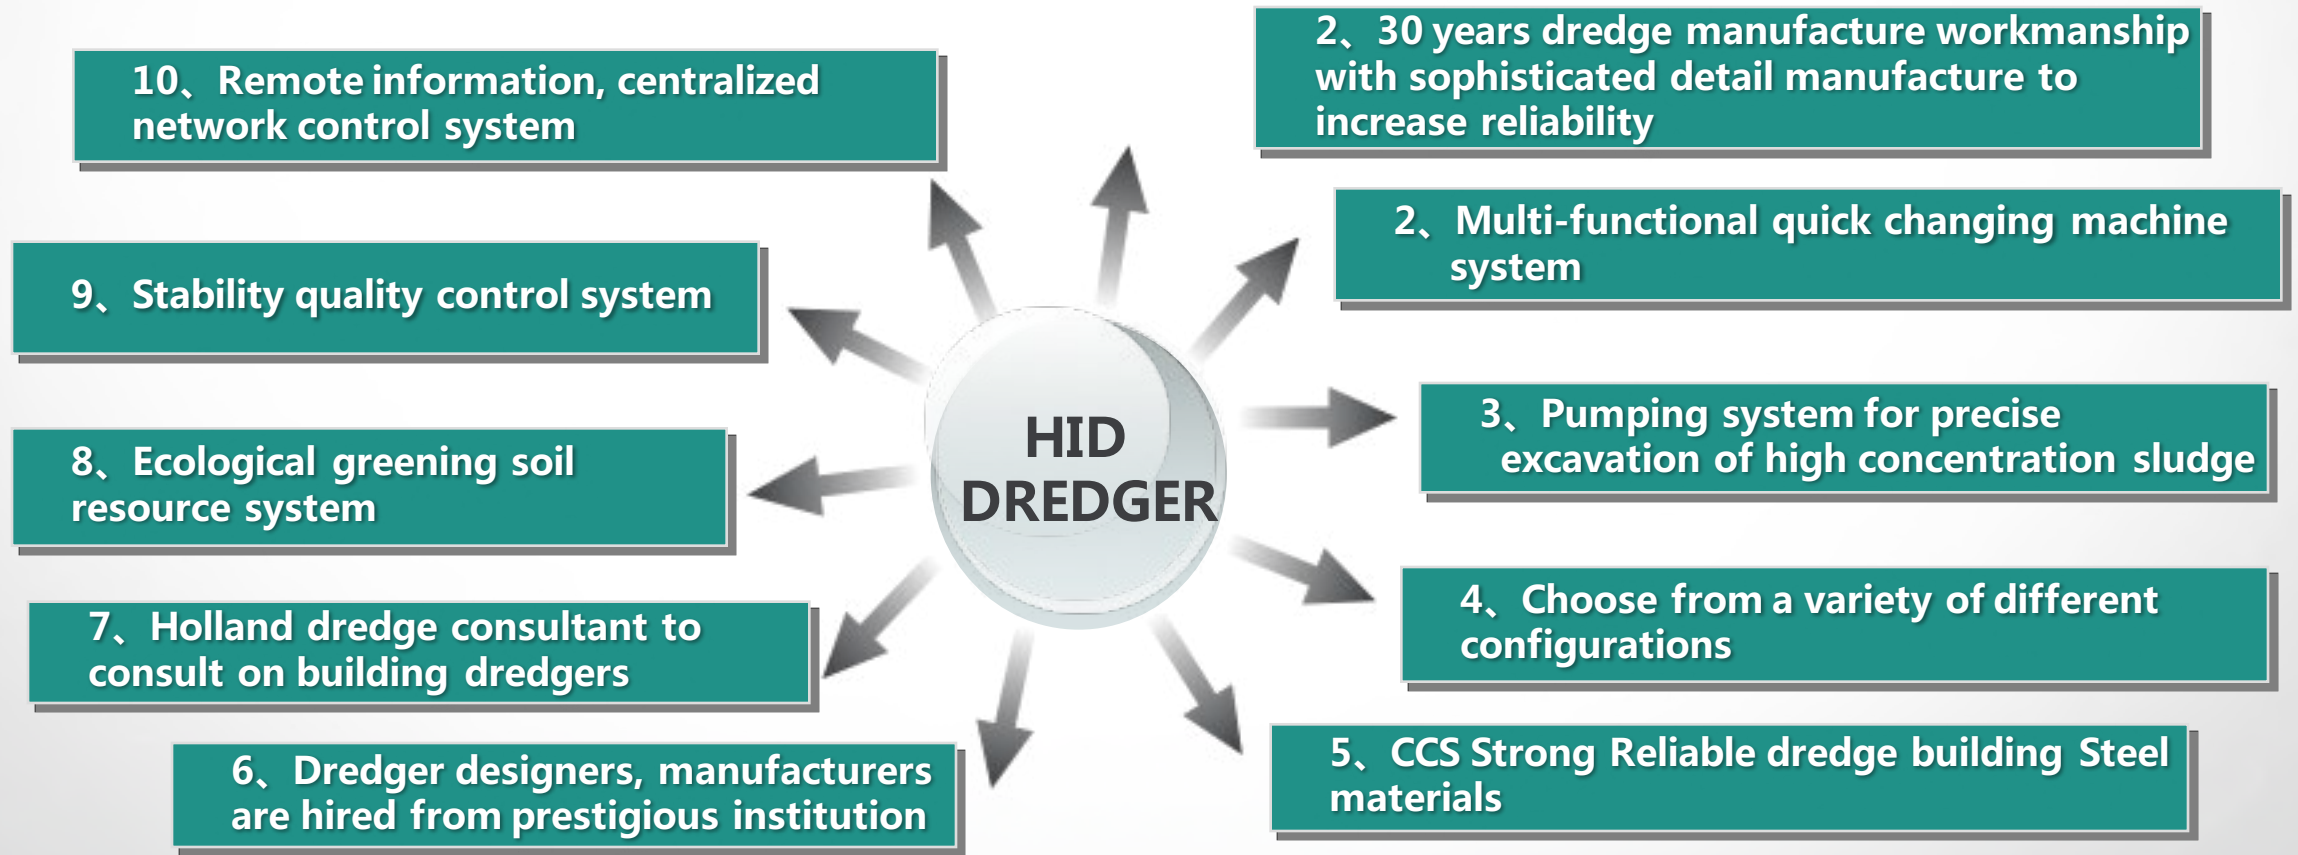 2、30 years dredge manufacture workmanship
with sophisticated detail manufacture to
increase reliability
2、Multi-functional quick changing machine
system
3、Pumping system for precise
excavation of high concentration sludge
4、Choose from a variety of different
configurations
5、CCS Strong Reliable dredge building Steel
materials
6、Dredger designers, manufacturers
are hired from prestigious institution
7、Holland dredge consultant to
consult on building dredgers
8、Ecological greening soil
resource system
9、Stability quality control system
10、Remote information, centralized
network control system
HID
DREDGER